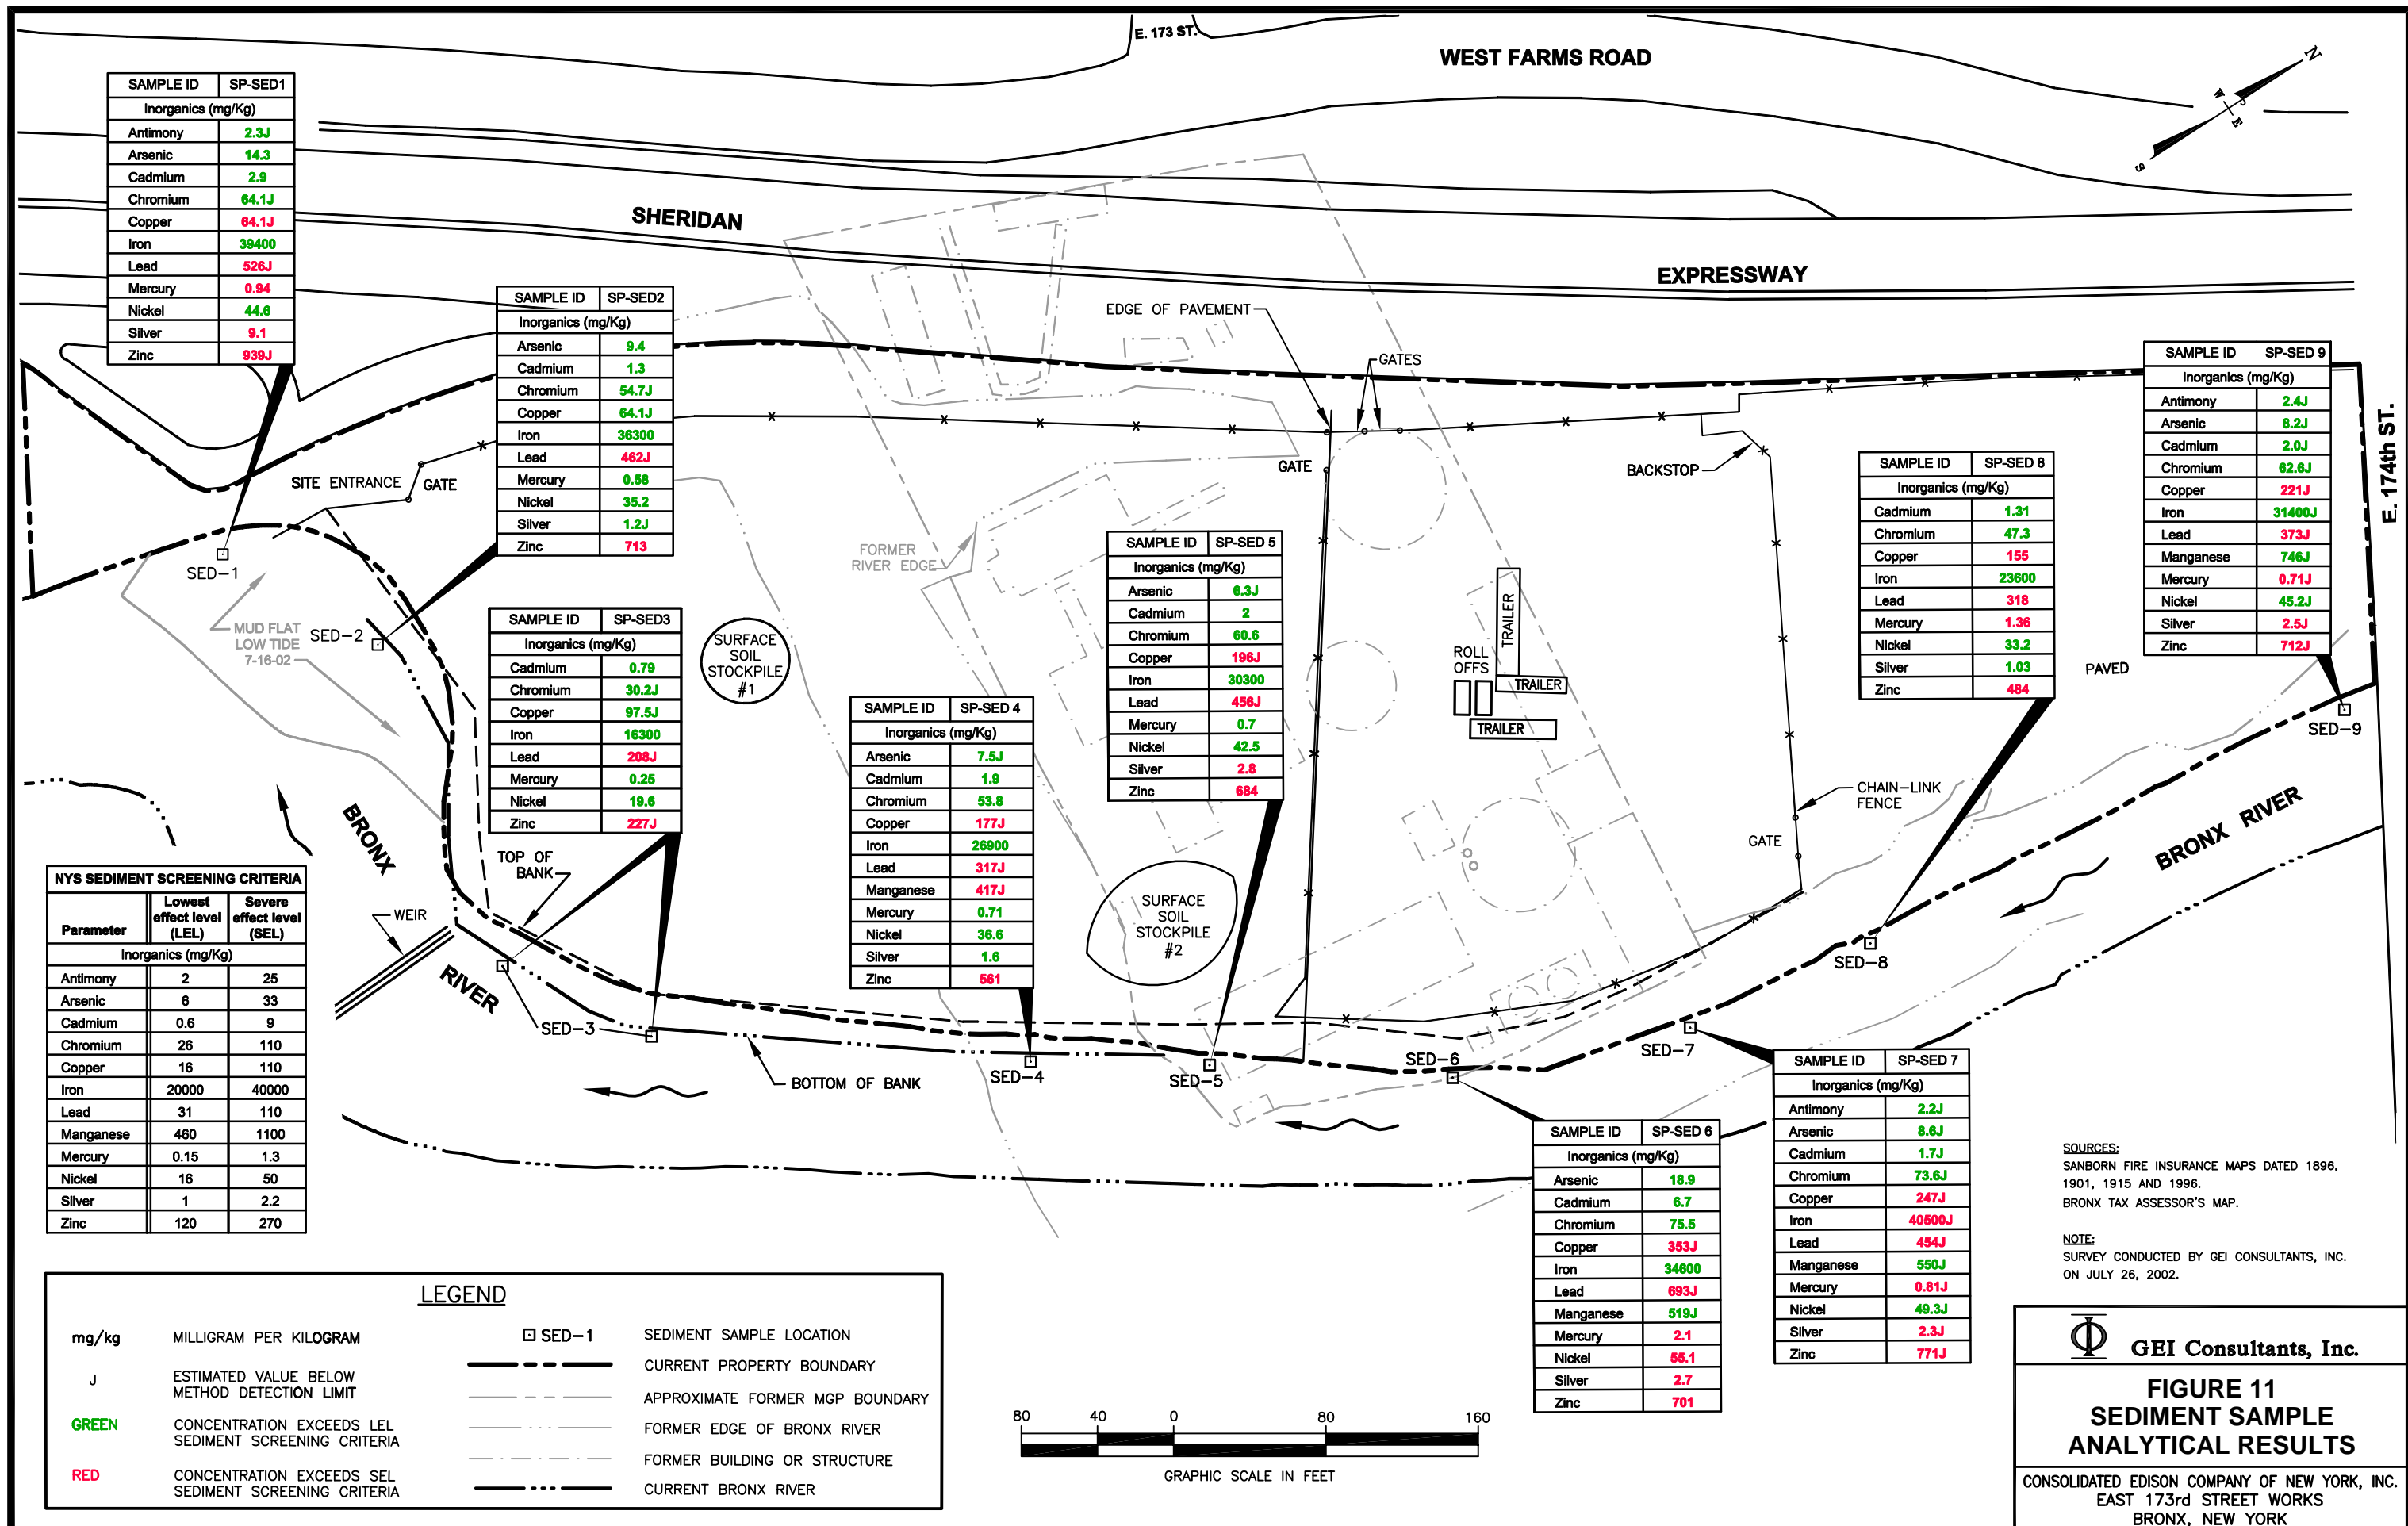 E. 173 ST.
WEST FARMS ROAD
N
W
E
S
SHERIDAN
EXPRESSWAY
SAMPLE ID SP-SED1
Inorganics (mg/Kg)
Antimony 2.3J
Arsenic 14.3
Cadmium 2.9
Chromium 64.1J
Copper 64.1J
Iron 39400
Lead 526J
Mercury 0.94
Nickel 44.6
Silver 9.1
Zinc 939J
SAMPLE ID SP-SED2
Inorganics (mg/Kg)
Arsenic 9.4
Cadmium 1.3
Chromium 54.7J
Copper 64.1J
Iron 36300
Lead 462J
Mercury 0.58
Nickel 35.2
Silver 1.2J
Zinc 713
EDGE OF PAVEMENT
GATES
GATE
BACKSTOP
SAMPLE ID SP-SED 9
Inorganics (mg/Kg)
Antimony 2.4J
Arsenic 8.2J
Cadmium 2.0J
Chromium 62.6J
Copper 221J
Iron 31400J
Lead 373J
Manganese 746J
Mercury 0.71J
Nickel 45.2J
Silver 2.5J
Zinc 712J
E. 174th ST.
SAMPLE ID SP-SED 8
Inorganics (mg/Kg)
Cadmium 1.31
Chromium 47.3
Copper 155
Iron 23600
Lead 318
Mercury 1.36
Nickel 33.2
Silver 1.03
Zinc 484
PAVED
SITE ENTRANCE
GATE
SED-1
MUD FLAT
LOW TIDE
7-16-02
SED-2
FORMER
RIVER EDGE
SAMPLE ID SP-SED3
Inorganics (mg/Kg)
Cadmium 0.79
Chromium 30.2J
Copper 97.5J
Iron 16300
Lead 208J
Mercury 0.25
Nickel 19.6
Zinc 227J
SURFACE
SOIL
STOCKPILE
#1
SAMPLE ID SP-SED 4
Inorganics (mg/Kg)
Arsenic 7.5J
Cadmium 1.9
Chromium 53.8
Copper 177J
Iron 26900
Lead 317J
Manganese 417J
Mercury 0.71
Nickel 36.6
Silver 1.6
Zinc 561
SAMPLE ID SP-SED 5
Inorganics (mg/Kg)
Arsenic 6.3J
Cadmium 2
Chromium 60.6
Copper 196J
Iron 30300
Lead 456J
Mercury 0.7
Nickel 42.5
Silver 2.8
Zinc 684
ROLL
OFFS
TRAILER
TRAILER
TRAILER
SED-9
CHAIN-LINK
FENCE
GATE
BRONX RIVER
SURFACE
SOIL
STOCKPILE
#2
BRONX
RIVER
TOP OF
BANK
WEIR
SED-3
BOTTOM OF BANK
SED-4
SED-5
SED-6
SED-7
SED-8
NYS SEDIMENT SCREENING CRITERIA
Parameter Lowest effect level (LEL) Severe effect level (SEL)
Inorganics (mg/Kg)
Antimony 2 25
Arsenic 6 33
Cadmium 0.6 9
Chromium 26 110
Copper 16 110
Iron 20000 40000
Lead 31 110
Manganese 460 1100
Mercury 0.15 1.3
Nickel 16 50
Silver 1 2.2
Zinc 120 270
SAMPLE ID SP-SED 6
Inorganics (mg/Kg)
Arsenic 18.9
Cadmium 6.7
Chromium 75.5
Copper 353J
Iron 34600
Lead 693J
Manganese 519J
Mercury 2.1
Nickel 55.1
Silver 2.7
Zinc 701
SAMPLE ID SP-SED 7
Inorganics (mg/Kg)
Antimony 2.2J
Arsenic 8.6J
Cadmium 1.7J
Chromium 73.6J
Copper 247J
Iron 40500J
Lead 454J
Manganese 550J
Mercury 0.81J
Nickel 49.3J
Silver 2.3J
Zinc 771J
SOURCES:
SANBORN FIRE INSURANCE MAPS DATED 1896,
1901, 1915 AND 1996.
BRONX TAX ASSESSOR'S MAP.
NOTE:
SURVEY CONDUCTED BY GEI CONSULTANTS, INC.
ON JULY 26, 2002.
LEGEND
mg/kg MILLIGRAM PER KILOGRAM
J ESTIMATED VALUE BELOW
METHOD DETECTION LIMIT
GREEN CONCENTRATION EXCEEDS LEL
SEDIMENT SCREENING CRITERIA
RED CONCENTRATION EXCEEDS SEL
SEDIMENT SCREENING CRITERIA
SED-1 SEDIMENT SAMPLE LOCATION
CURRENT PROPERTY BOUNDARY
APPROXIMATE FORMER MGP BOUNDARY
FORMER EDGE OF BRONX RIVER
FORMER BUILDING OR STRUCTURE
CURRENT BRONX RIVER
80 40 0 80 160
GRAPHIC SCALE IN FEET
GEI Consultants, Inc.
FIGURE 11
SEDIMENT SAMPLE
ANALYTICAL RESULTS
CONSOLIDATED EDISON COMPANY OF NEW YORK, INC.
EAST 173rd STREET WORKS
BRONX, NEW YORK